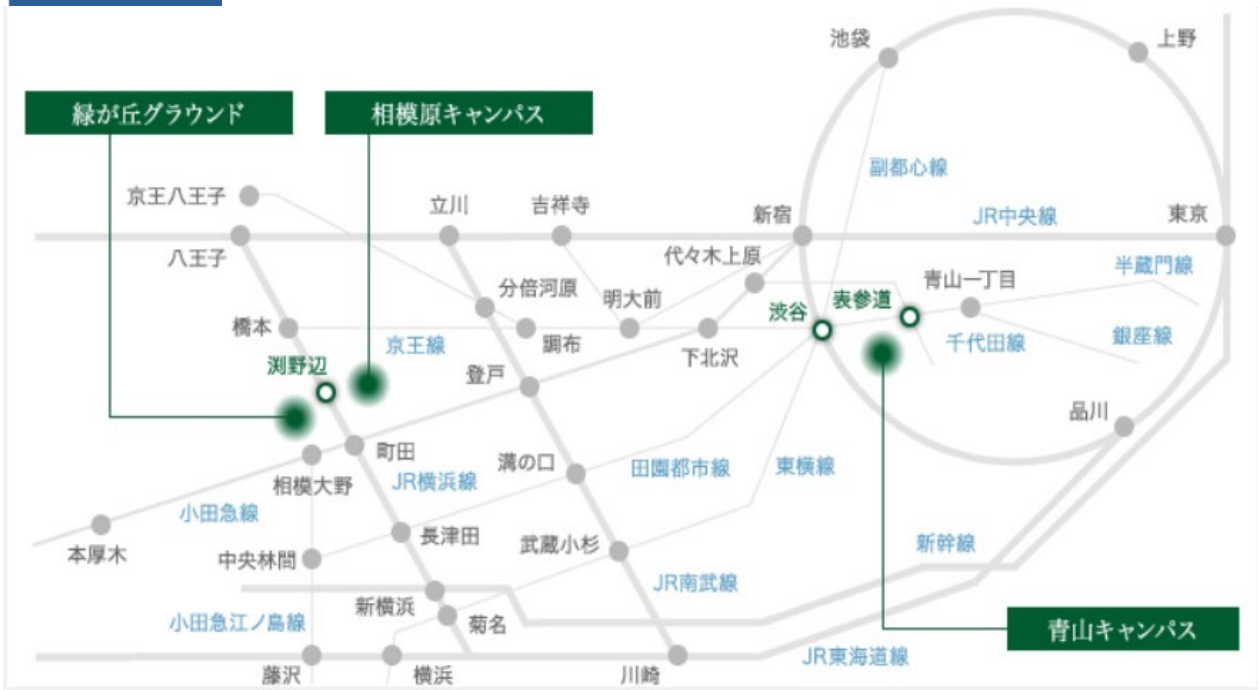 池袋
上野
緑が丘グラウンド
相模原キャンパス
副都心線
京王八王子
立川
吉祥寺
新宿
JR中央線
東京
八王子
代々木上原
青山一丁目
半蔵門線
分倍河原
明大前
渋谷
表参道
橋本
京王線
調布
下北沢
千代田線
銀座線
渕野辺
登戸
品川
町田
溝の口
田園都市線
東横線
相模大野
JR横浜線
小田急線
本厚木
長津田
武蔵小杉
新幹線
中央林間
JR南武線
新横浜
小田急江ノ島線
菊名
青山キャンパス
藤沢
横浜
川崎
JR東海道線